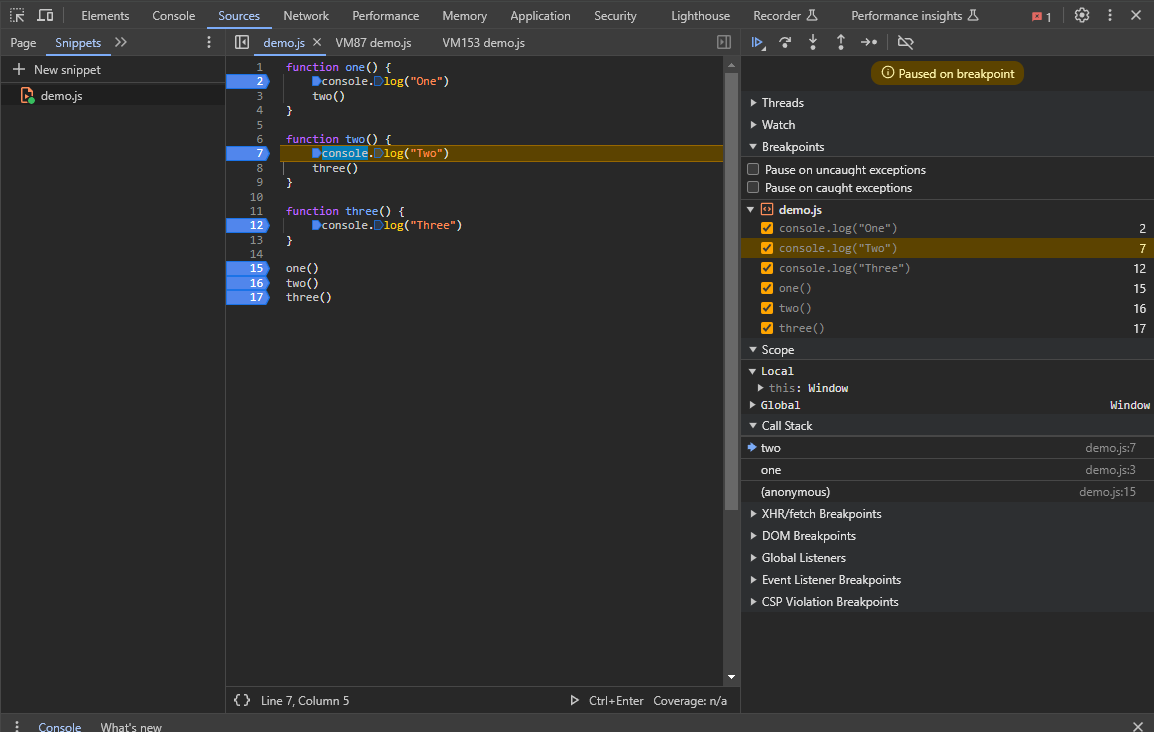 Elements Console Sources Network Performance Memory Application Security Lighthouse Recorder Performance insights 1
Page Snippets
demo.js VM87 demo.js VM153 demo.js
New snippet
demo.js
1 function one() {
2 console.log("One")
3 two()
4 }
5
6 function two() {
7 console.log("Two")
8 three()
9 }
10
11 function three() {
12 console.log("Three")
13 }
14
15 one()
16 two()
17 three()
{ } Line 7, Column 5 Ctrl+Enter Coverage: n/a
Paused on breakpoint
Threads
Watch
Breakpoints
Pause on uncaught exceptions
Pause on caught exceptions
demo.js
console.log("One") 2
console.log("Two") 7
console.log("Three") 12
one() 15
two() 16
three() 17
Scope
Local
this: Window
Global Window
Call Stack
two demo.js:7
one demo.js:3
(anonymous) demo.js:15
XHR/fetch Breakpoints
DOM Breakpoints
Global Listeners
Event Listener Breakpoints
CSP Violation Breakpoints
Console What's new